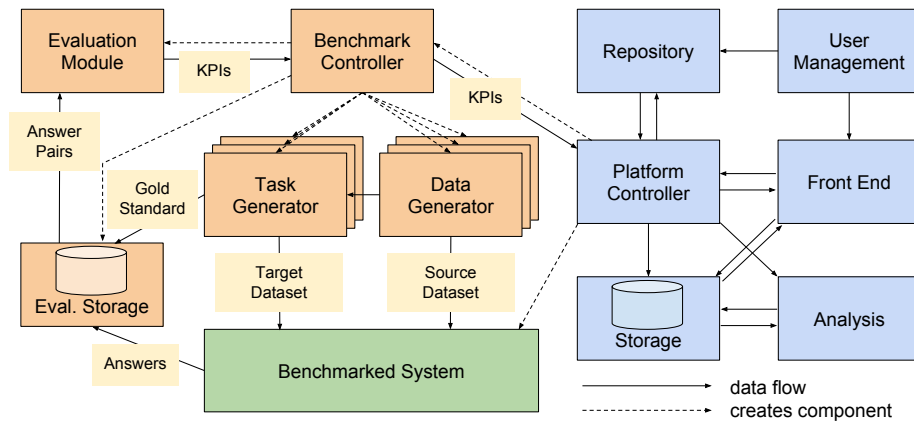 Evaluation
Module
KPIs
Benchmark
Controller
KPIs
Repository
User
Management
Answer
Pairs
Gold
Standard
Task
Generator
Data
Generator
Platform
Controller
Front End
Eval. Storage
Target
Dataset
Source
Dataset
Storage
Analysis
Answers
Benchmarked System
data flow
creates component